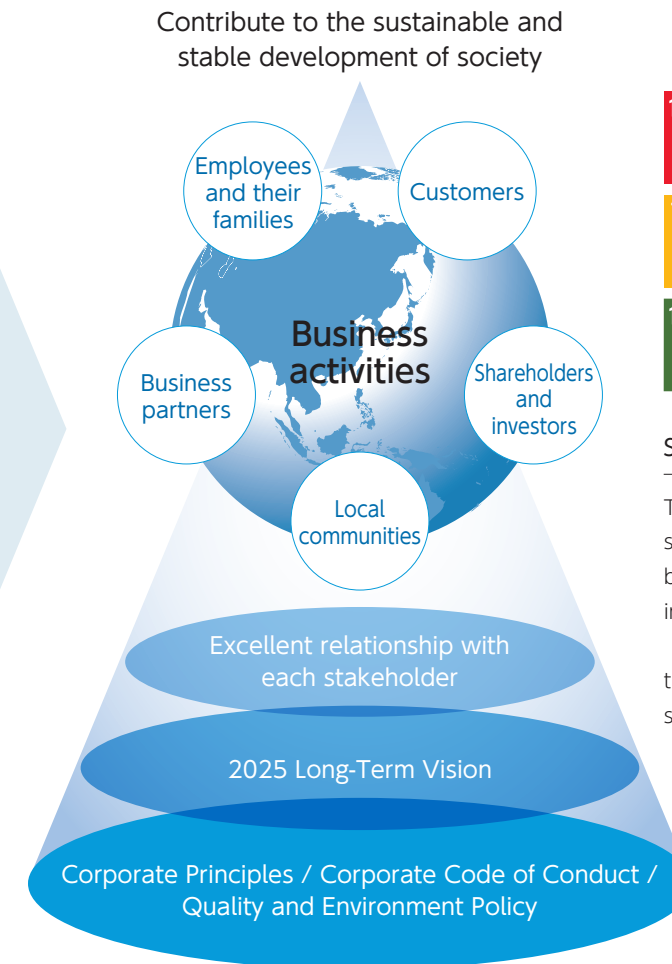 Contribute to the sustainable and
stable development of society
Employees
and their
families
Customers
Business
activities
Business
partners
Shareholders
and
investors
Local
communities
Excellent relationship with
each stakeholder
2025 Long-Term Vision
Corporate Principles / Corporate Code of Conduct /
Quality and Environment Policy